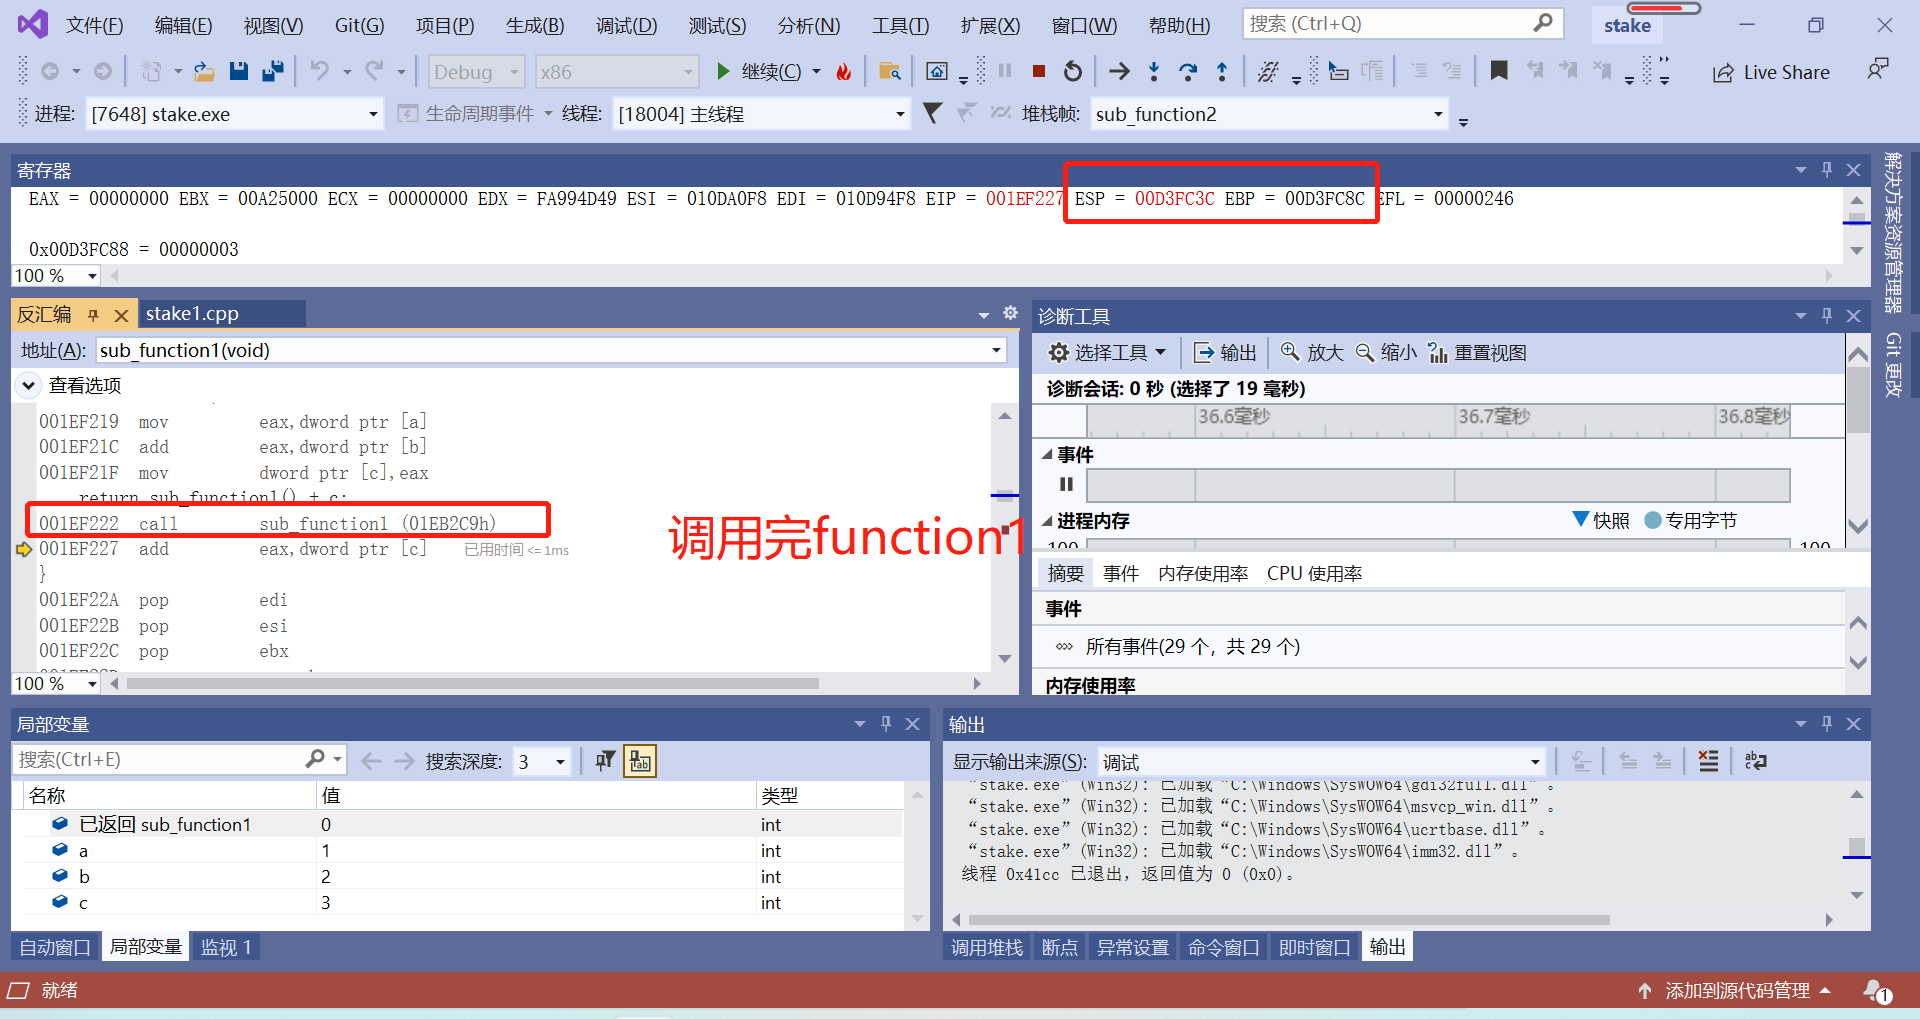 文件(F) 编辑(E) 视图(V) Git(G) 项目(P) 生成(B) 调试(D) 测试(S) 分析(N) 工具(T) 扩展(X) 窗口(W) 帮助(H) 搜索 (Ctrl+Q) stake
Debug x86 继续(C) Live Share
进程: [7648] stake.exe 生命周期事件 线程: [18004] 主线程 堆栈帧: sub_function2
寄存器
EAX = 00000000 EBX = 00A25000 ECX = 00000000 EDX = FA994D49 ESI = 010DA0F8 EDI = 010D94F8 EIP = 001EF227 ESP = 00D3FC3C EBP = 00D3FC8C EFL = 00000246
0x00D3FC88 = 00000003
100 %
解决方案资源管理器
Git 更改
反汇编 stake1.cpp
地址(A): sub_function1(void)
查看选项
001EF219 mov eax,dword ptr [a]
001EF21C add eax,dword ptr [b]
001EF21F mov dword ptr [c],eax
return sub_function1() + c;
001EF222 call sub_function1 (01EB2C9h)
001EF227 add eax,dword ptr [c] 已用时间 <= 1ms
}
001EF22A pop edi
001EF22B pop esi
001EF22C pop ebx
100 %
调用完function1
诊断工具
选择工具 输出 放大 缩小 重置视图
诊断会话: 0 秒 (选择了 19 毫秒)
36.6毫秒 36.7毫秒 36.8毫秒
事件
进程内存 快照 专用字节
100 100
摘要 事件 内存使用率 CPU 使用率
事件
所有事件(29 个，共 29 个)
内存使用率
局部变量
搜索(Ctrl+E) 搜索深度: 3
名称 值 类型
已返回 sub_function1 0 int
a 1 int
b 2 int
c 3 int
自动窗口 局部变量 监视 1
输出
显示输出来源(S): 调试
“stake.exe” (Win32): 已加载 “C:\Windows\SysWOW64\gdi32full.dll”。
“stake.exe” (Win32): 已加载 “C:\Windows\SysWOW64\msvcp_win.dll”。
“stake.exe” (Win32): 已加载 “C:\Windows\SysWOW64\ucrtbase.dll”。
“stake.exe” (Win32): 已加载 “C:\Windows\SysWOW64\imm32.dll”。
线程 0x41cc 已退出，返回值为 0 (0x0)。
调用堆栈 断点 异常设置 命令窗口 即时窗口 输出
就绪 添加到源代码管理 1